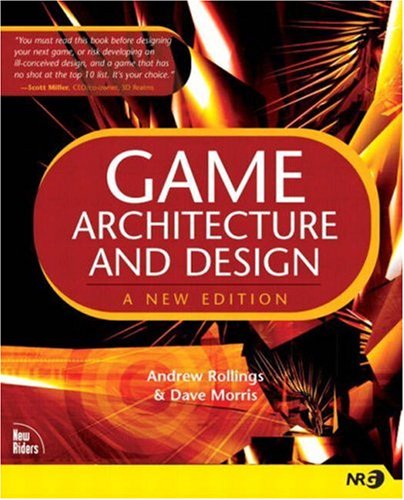 "You must read this book before designing
your next game, or risk developing an
ill-conceived design, and a game that has
no shot at the top 10 list. It's your choice."
—Scott Miller, CEO/co-owner, 3D Realms
GAME
ARCHITECTURE
AND DESIGN
A NEW EDITION
Andrew Rollings
& Dave Morris
New
Riders
NRG